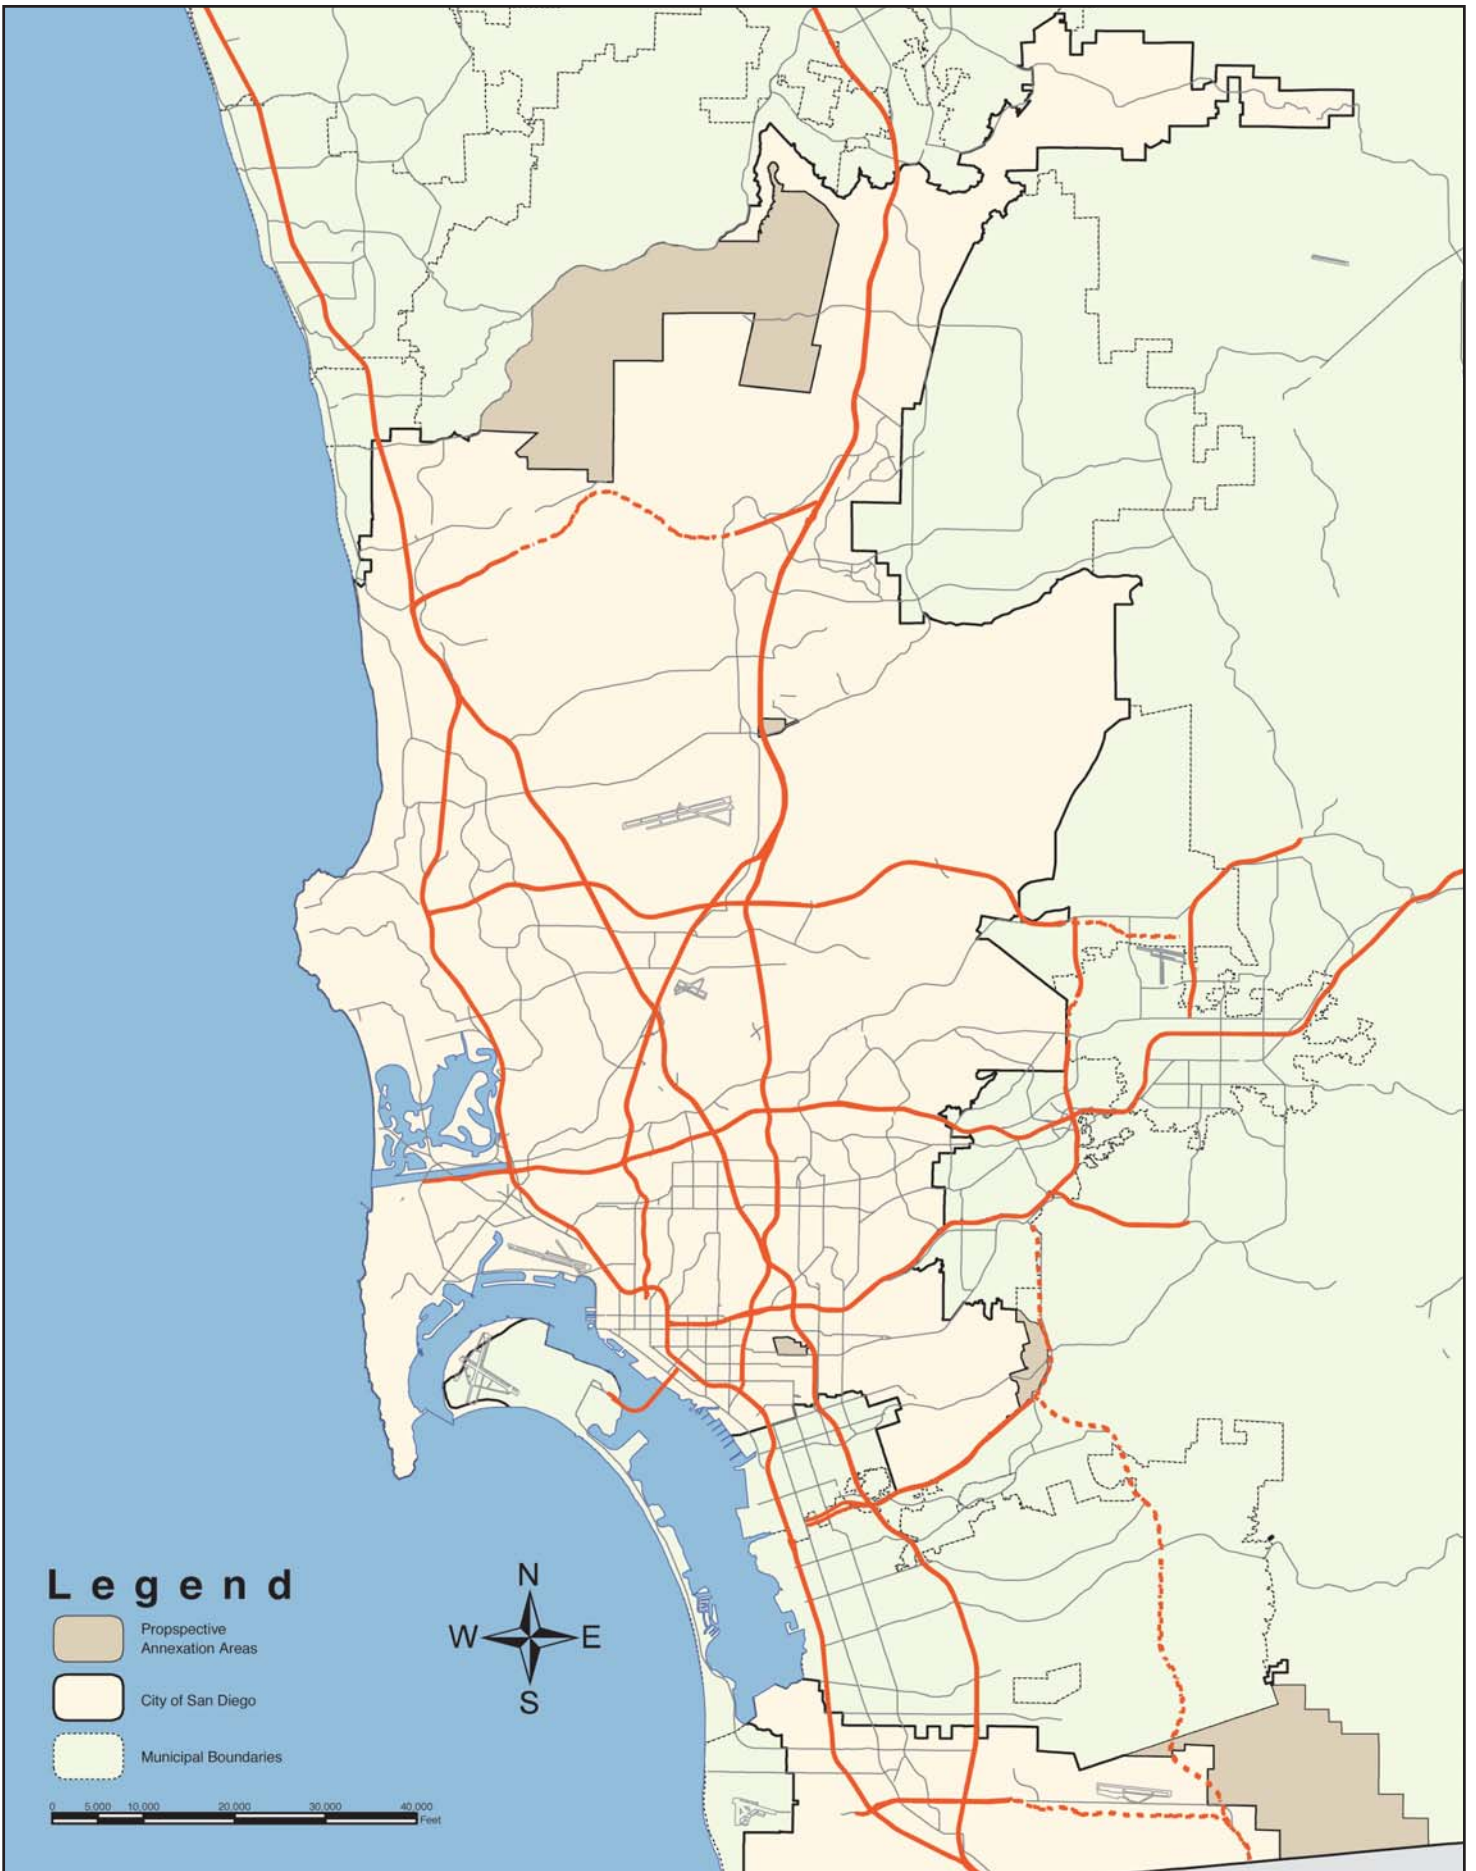 Legend
Propspective
Annexation Areas
City of San Diego
Municipal Boundaries
0 5,000 10,000 20,000 30,000 40,000
Feet
N
W E
S